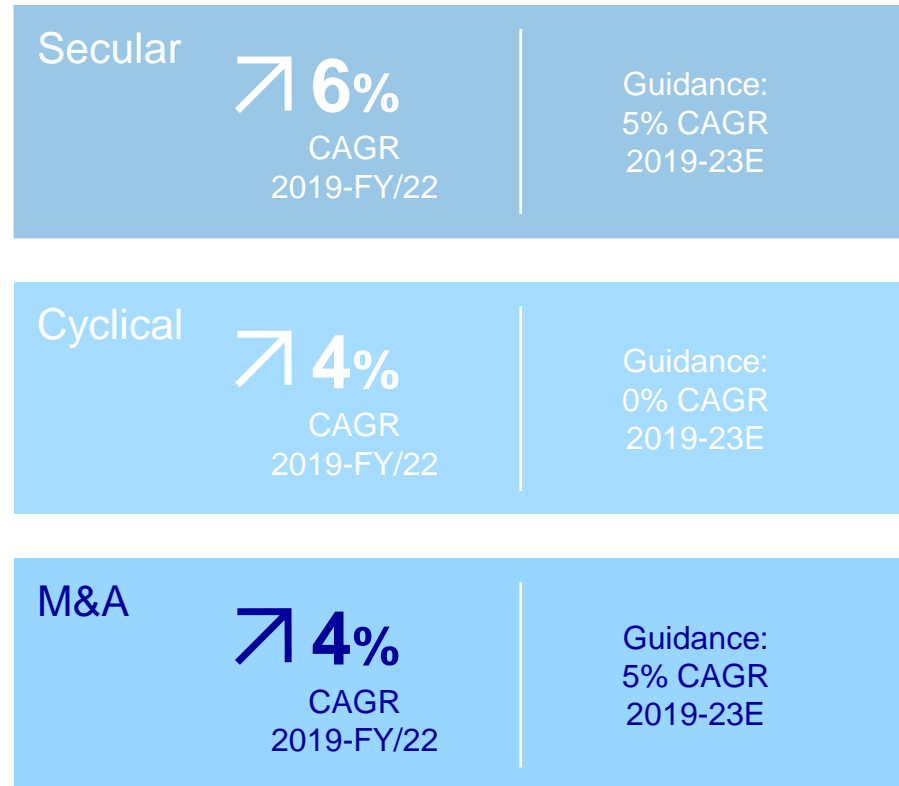 Secular
6%
CAGR
2019-FY/22
Guidance:
5% CAGR
2019-23E
Cyclical
4%
CAGR
2019-FY/22
Guidance:
0% CAGR
2019-23E
M&A
4%
CAGR
2019-FY/22
Guidance:
5% CAGR
2019-23E